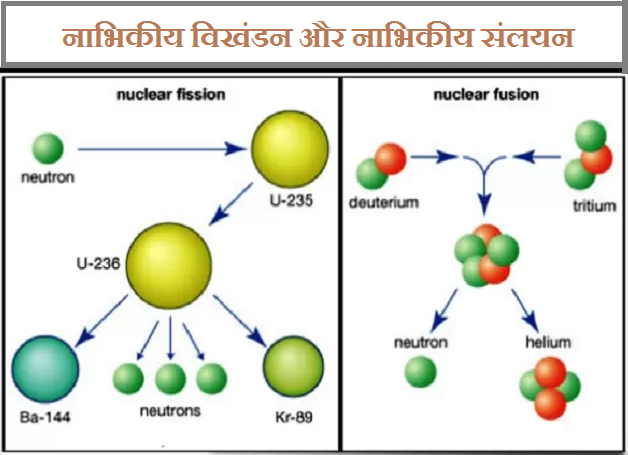 नाभिकीय विखंडन और नाभिकीय संलयन
nuclear fission
neutron
U-235
U-236
Ba-144
neutrons
Kr-89
nuclear fusion
deuterium
tritium
neutron
helium